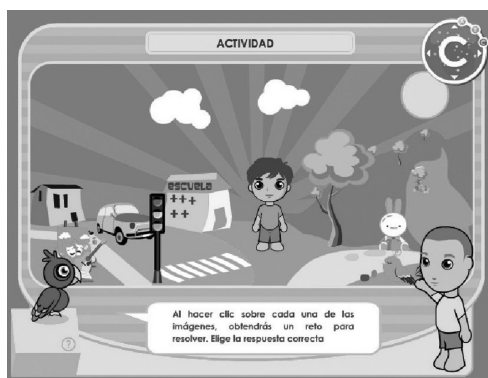 ACTIVIDAD
C
escuela
Al hacer clic sobre cada una de las
imágenes, obtendrás un reto para
resolver. Elige la respuesta correcta
?